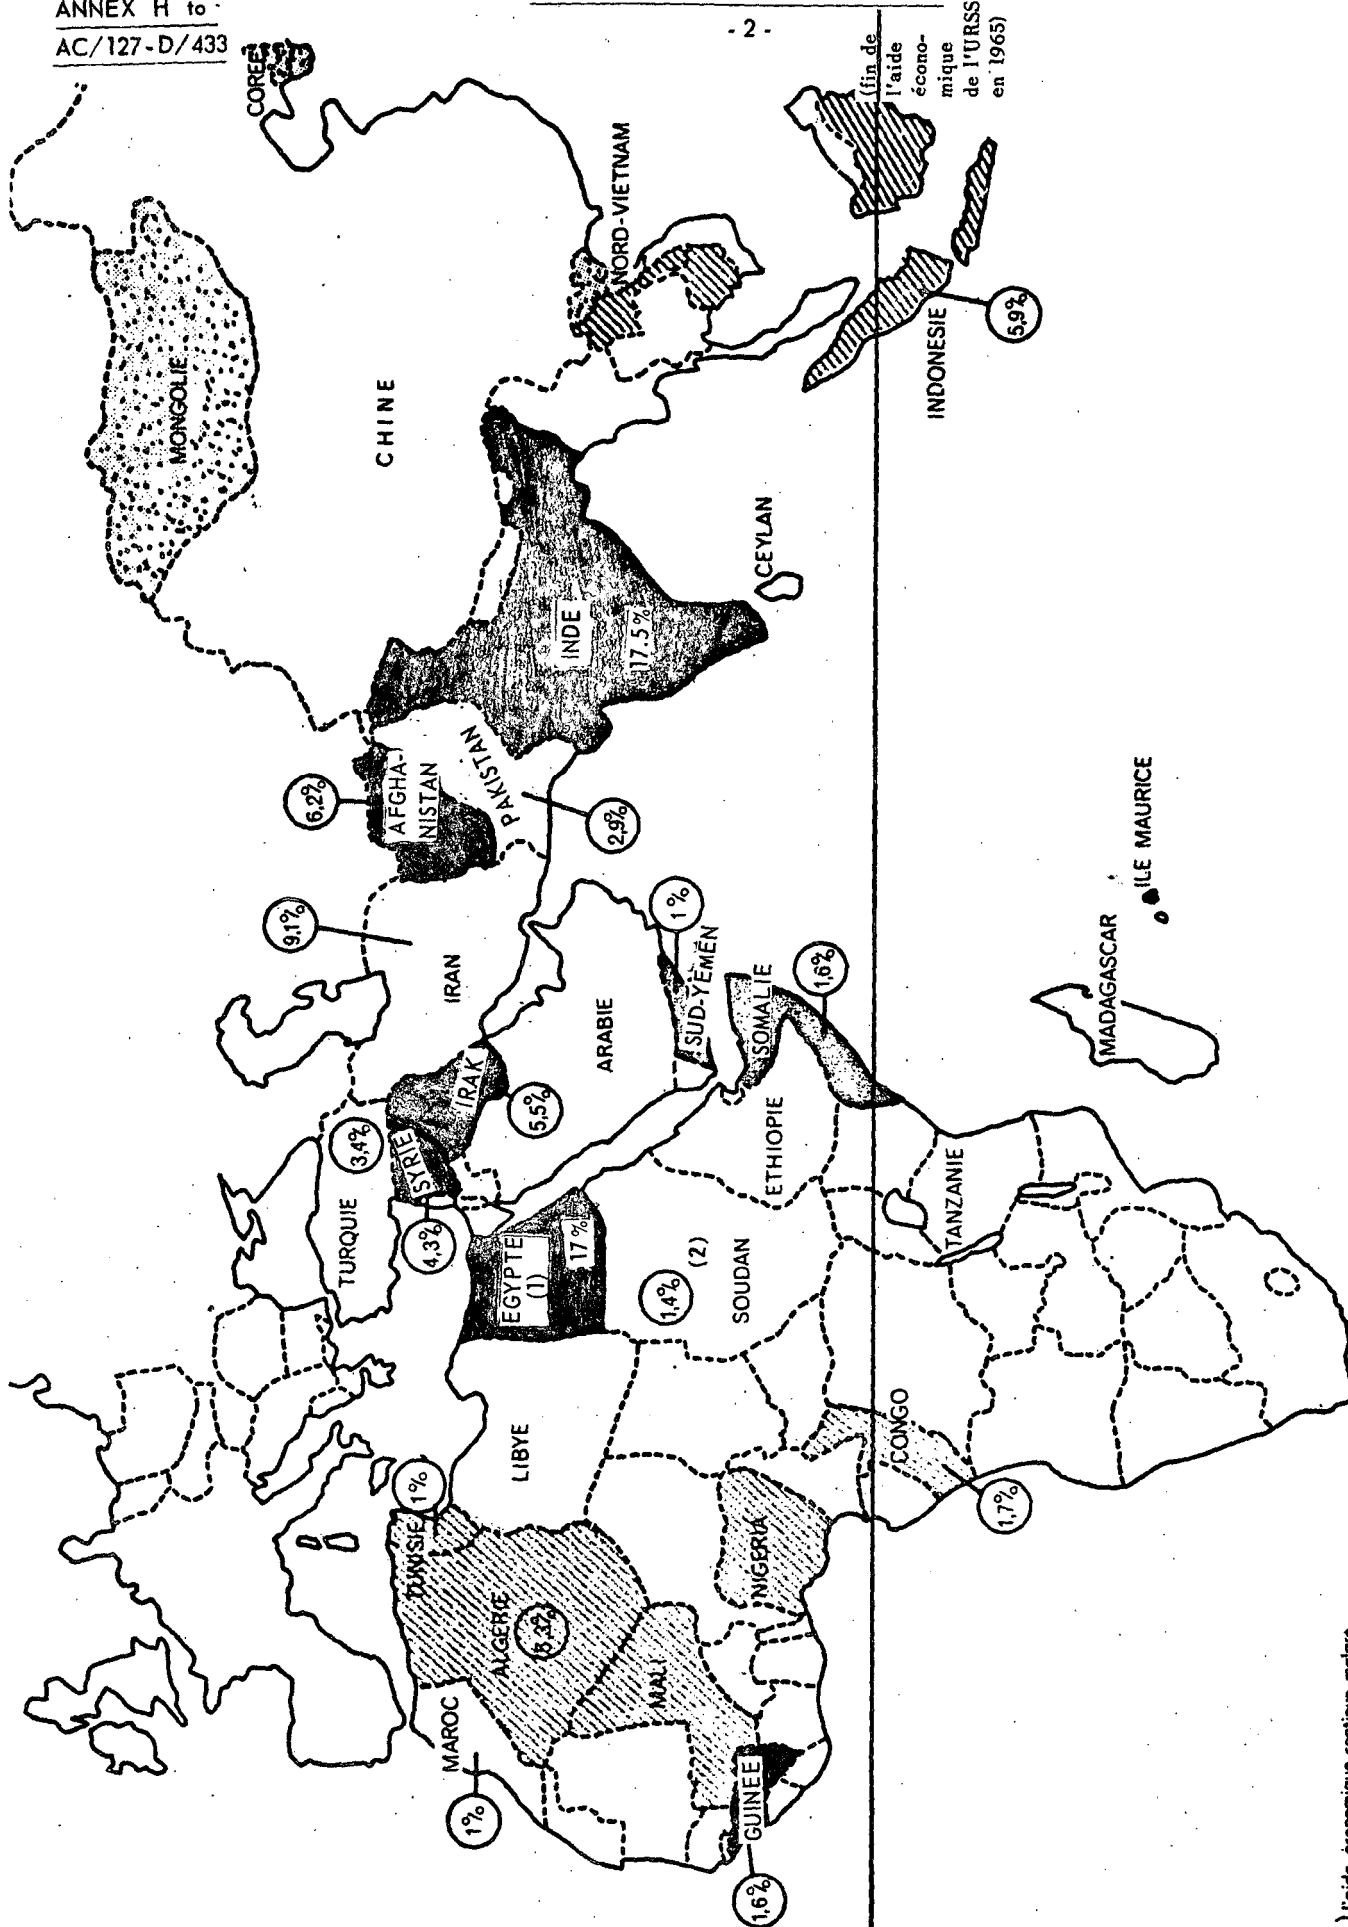 ANNEX H to
AC/127-D/433
- 2 -
(fin de
l'aide
écono-
mique
de l'URSS
en 1965)
COREE
MONGOLIE
CHINE
NORD-VIETNAM
INDONESIE
5,9%
INDE
17.5%
CEYLAN
AFGHA-
NISTAN
6,2%
PAKISTAN
2,9%
IRAN
9,1%
IRAK
5,5%
ARABIE
SUD-YEMEN
1%
SOMALIE
1,6%
ILE MAURICE
MADAGASCAR
TURQUIE
3,4%
SYRIE
4,3%
EGYPTE
(1)
17%
SOUDAN
(2)
1,4%
ETHIOPIE
TANZANIE
LIBYE
TUNISIE
1%
ALGERIE
MAROC
1%
MALI
NIGERIA
CONGO
1,7%
GUINEE
1,6%
l'aide économique continue, malgré